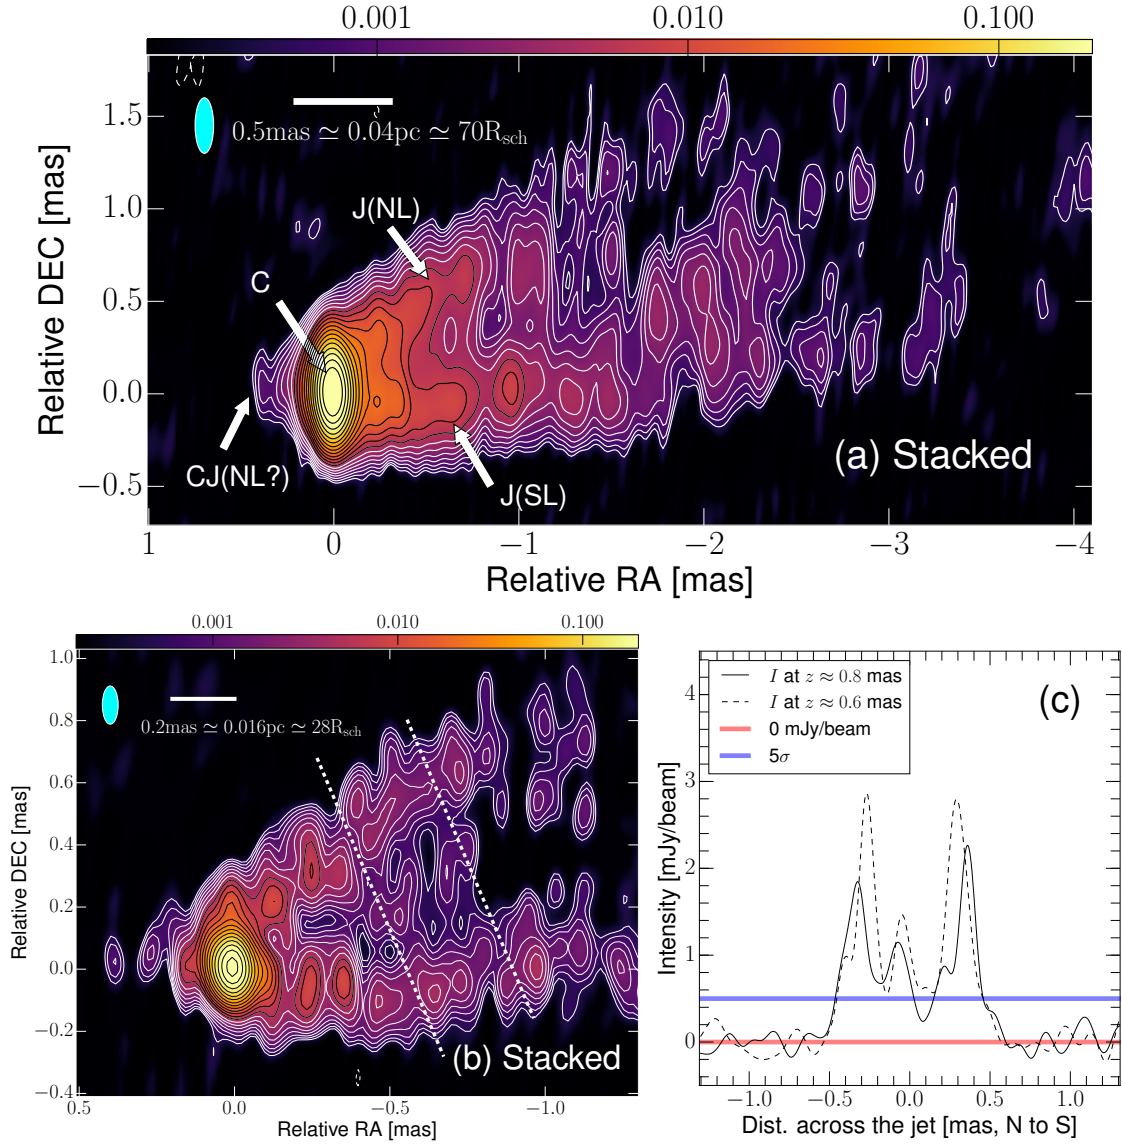 0.001 0.010 0.100
1.5
1.0
0.5
0.0
−0.5
Relative DEC [mas]
0.5mas ≃ 0.04pc ≃ 70R_sch
J(NL)
C
CJ(NL?)
J(SL)
(a) Stacked
1 0 −1 −2 −3 −4
Relative RA [mas]
0.001 0.010 0.100
1.0
0.8
0.6
0.4
0.2
0.0
−0.2
−0.4
Relative DEC [mas]
0.2mas ≃ 0.016pc ≃ 28R_sch
(b) Stacked
0.5 0.0 −0.5 −1.0
Relative RA [mas]
I at z ≈ 0.8 mas
I at z ≈ 0.6 mas
0 mJy/beam
5σ
(c)
4
3
2
1
0
Intensity [mJy/beam]
−1.0 −0.5 0.0 0.5 1.0
Dist. across the jet [mas, N to S]